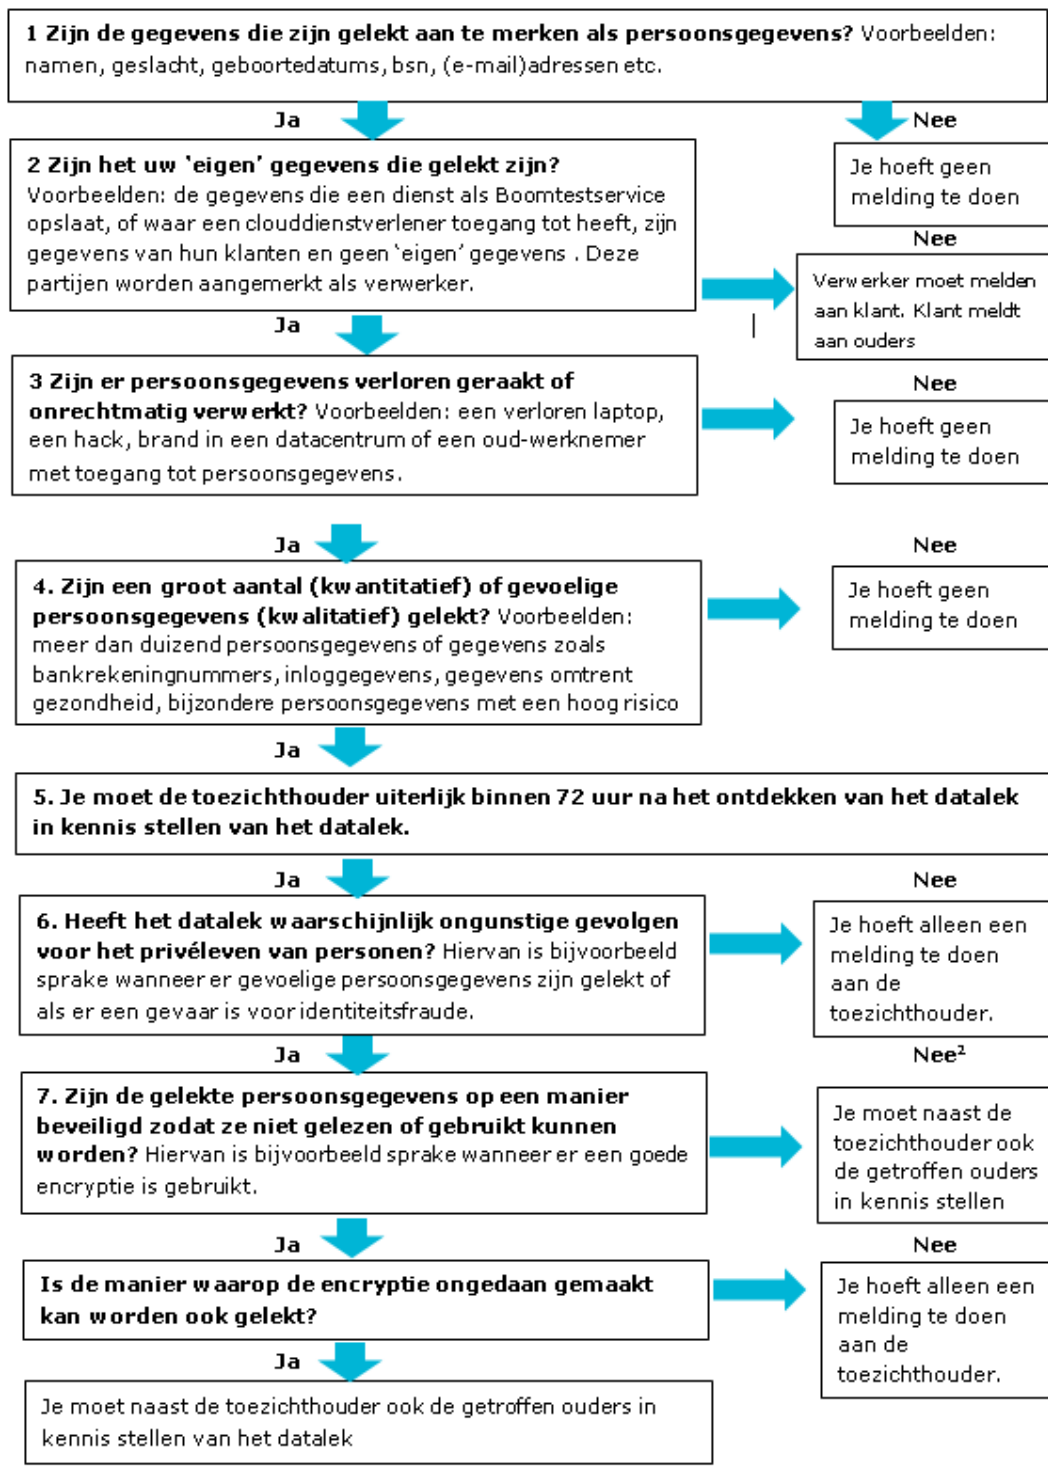 1 Zijn de gegevens die zijn gelekt aan te merken als persoonsgegevens? Voorbeelden:
namen, geslacht, geboortedatums, bsn, (e-mail)adressen etc.
Ja
Nee
2 Zijn het uw ‘eigen’ gegevens die gelekt zijn?
Voorbeelden: de gegevens die een dienst als Boomtestservice
opslaat, of waar een clouddienstverlener toegang tot heeft, zijn
gegevens van hun klanten en geen ‘eigen’ gegevens . Deze
partijen worden aangemerkt als verwerker.
Je hoeft geen
melding te doen
Nee
Verwerker moet melden
aan klant. Klant meldt
aan ouders
Ja
3 Zijn er persoonsgegevens verloren geraakt of
onrechtmatig verwerkt? Voorbeelden: een verloren laptop,
een hack, brand in een datacentrum of een oud-werknemer
met toegang tot persoonsgegevens.
Nee
Je hoeft geen
melding te doen
Ja
4. Zijn een groot aantal (kwantitatief) of gevoelige
persoonsgegevens (kwalitatief) gelekt? Voorbeelden:
meer dan duizend persoonsgegevens of gegevens zoals
bankrekeningnummers, inloggegevens, gegevens omtrent
gezondheid, bijzondere persoonsgegevens met een hoog risico
Nee
Je hoeft geen
melding te doen
Ja
5. Je moet de toezichthouder uiterlijk binnen 72 uur na het ontdekken van het datalek
in kennis stellen van het datalek.
Ja
Nee
6. Heeft het datalek waarschijnlijk ongunstige gevolgen
voor het privéleven van personen? Hiervan is bijvoorbeeld
sprake wanneer er gevoelige persoonsgegevens zijn gelekt of
als er een gevaar is voor identiteitsfraude.
Je hoeft alleen een
melding te doen
aan de
toezichthouder.
Ja
Nee²
7. Zijn de gelekte persoonsgegevens op een manier
beveiligd zodat ze niet gelezen of gebruikt kunnen
worden? Hiervan is bijvoorbeeld sprake wanneer er een goede
encryptie is gebruikt.
Je moet naast de
toezichthouder ook
de getroffen ouders
in kennis stellen
Ja
Nee
Is de manier waarop de encryptie ongedaan gemaakt
kan worden ook gelekt?
Je hoeft alleen een
melding te doen
aan de
toezichthouder.
Ja
Je moet naast de toezichthouder ook de getroffen ouders in
kennis stellen van het datalek